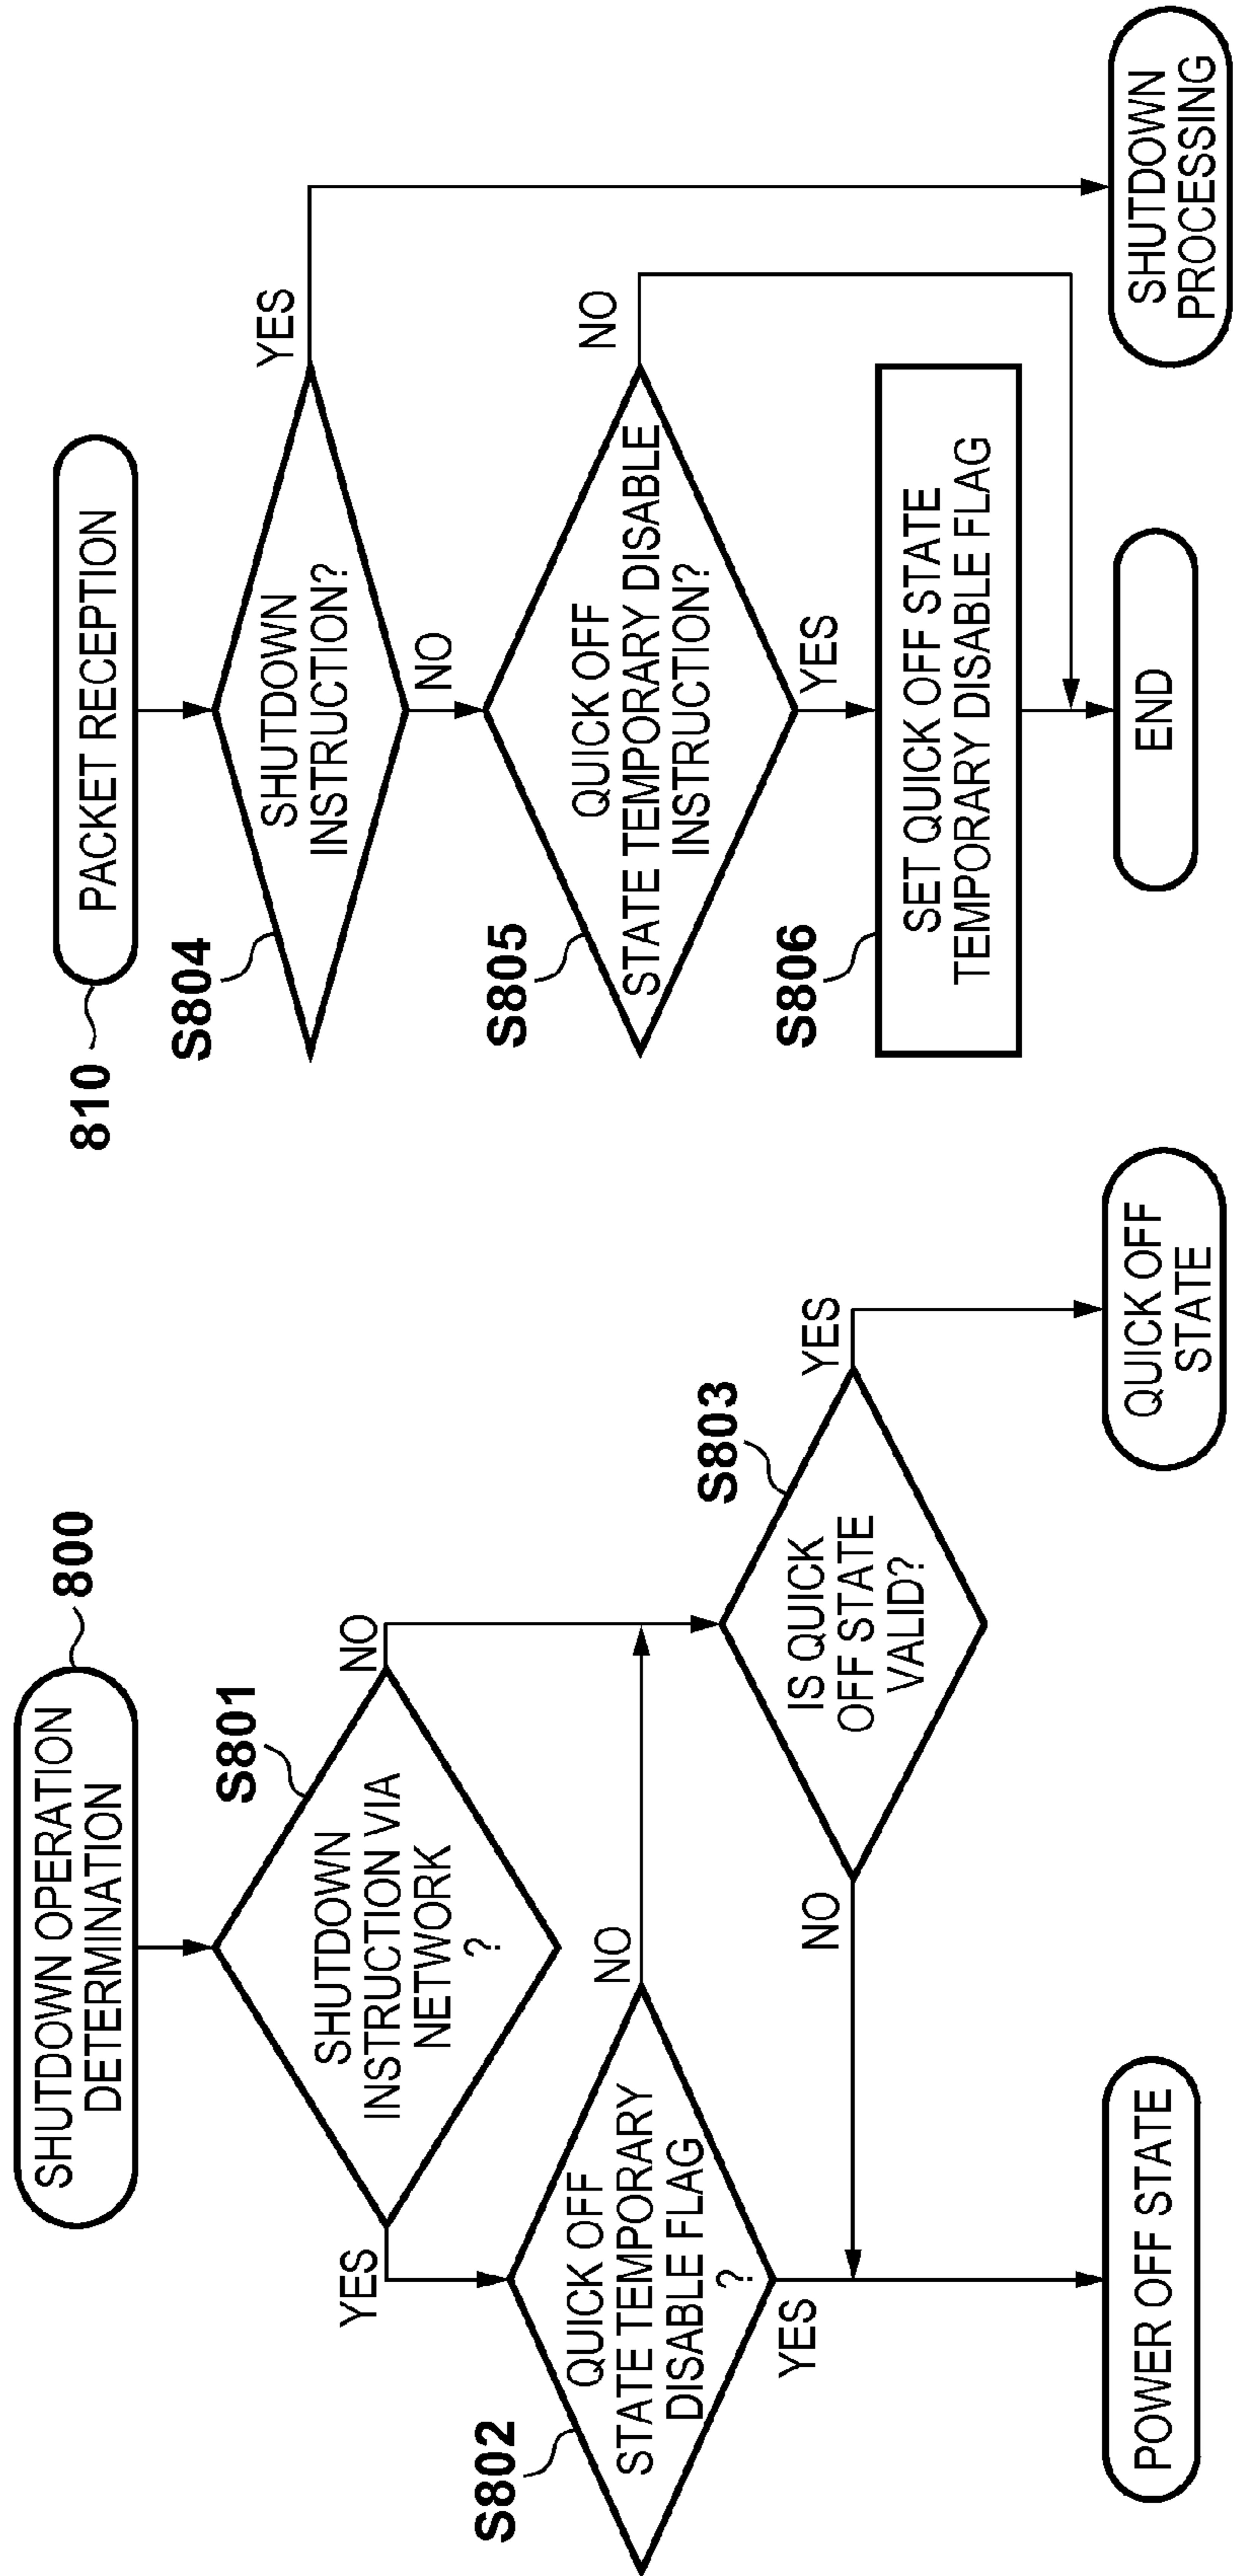 SHUTDOWN OPERATION
DETERMINATION
800
SHUTDOWN
INSTRUCTION VIA
NETWORK
?
S801
YES
NO
QUICK OFF
STATE TEMPORARY
DISABLE FLAG
?
S802
NO
YES
IS QUICK
OFF STATE
VALID?
S803
NO
YES
POWER OFF STATE
QUICK OFF
STATE
810
PACKET RECEPTION
S804
SHUTDOWN
INSTRUCTION?
YES
NO
S805
QUICK OFF
STATE TEMPORARY DISABLE
INSTRUCTION?
NO
YES
S806
SET QUICK OFF STATE
TEMPORARY DISABLE FLAG
END
SHUTDOWN
PROCESSING